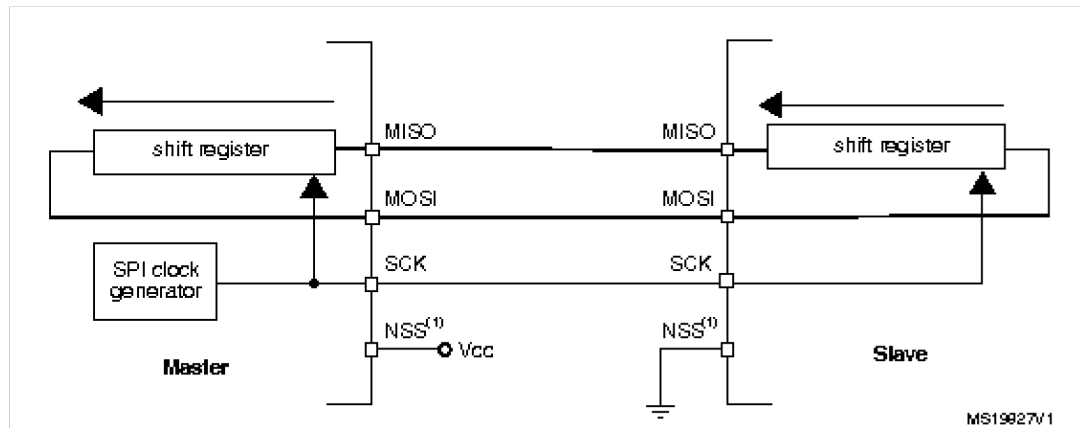 MISO
MISO
shift register
shift register
MOSI
MOSI
SPI clock
generator
SCK
SCK
NSS(1)
NSS(1)
Vcc
Master
Slave
MS19827V1